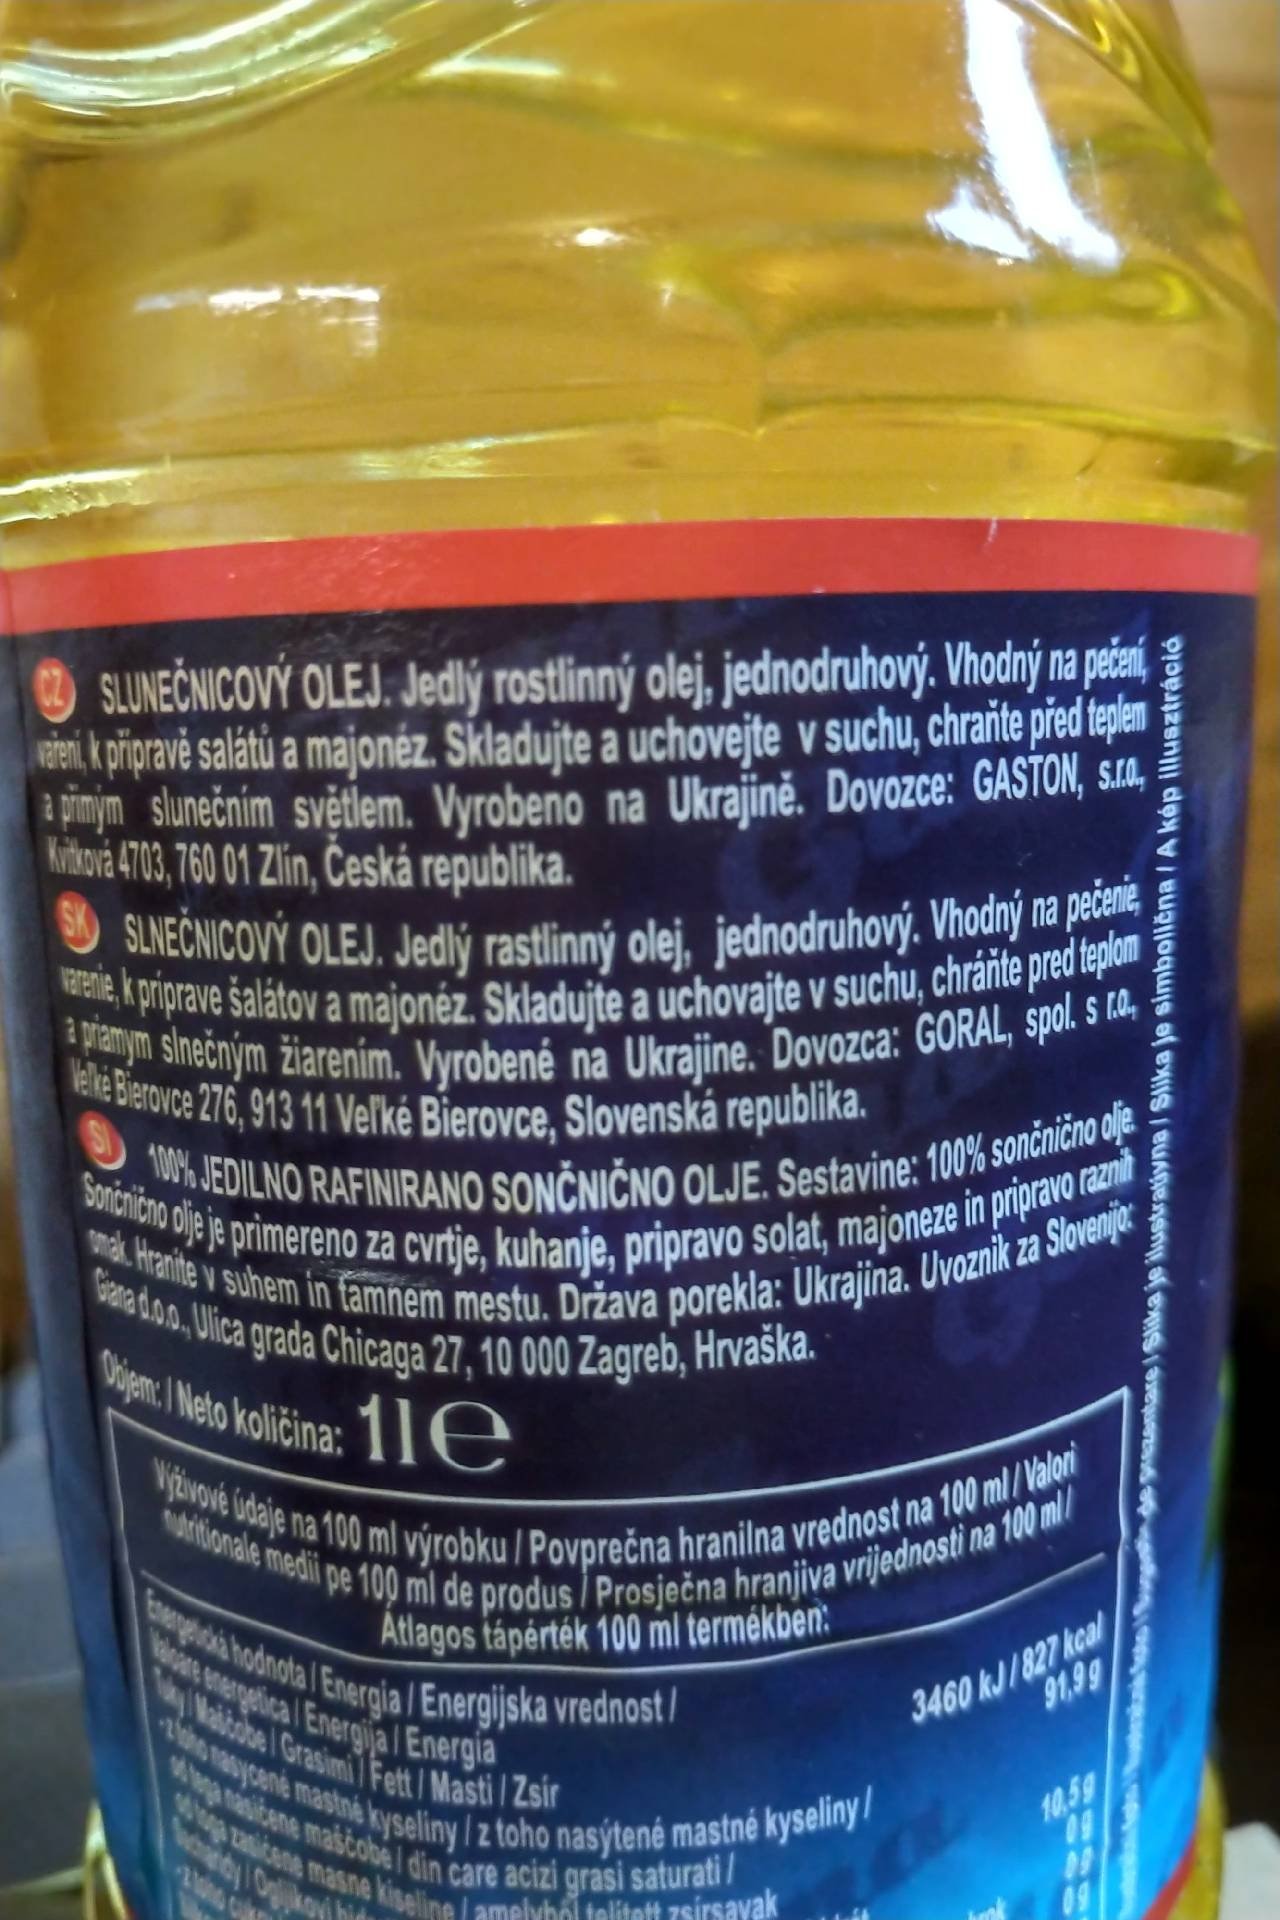 CZ SLUNEČNICOVÝ OLEJ. Jedlý rostlinný olej, jednodruhový. Vhodný na pečení,
vaření, k přípravě salátů a majonéz. Skladujte a uchovejte v suchu, chraňte před teplem
a přímým slunečním světlem. Vyrobeno na Ukrajině. Dovozce: GASTON, s.r.o.,
Kvítková 4703, 760 01 Zlín, Česká republika.
SK SLNEČNICOVÝ OLEJ. Jedlý rastlinný olej, jednodruhový. Vhodný na pečenie,
varenie, k príprave šalátov a majonéz. Skladujte a uchovajte v suchu, chráňte pred teplom
a priamym slnečným žiarením. Vyrobené na Ukrajine. Dovozca: GORAL, spol. s r.o.,
Veľké Bierovce 276, 913 11 Veľké Bierovce, Slovenská republika.
SI 100% JEDILNO RAFINIRANO SONČNIČNO OLJE. Sestavine: 100% sončnično olje.
Sončnično olje je primereno za cvrtje, kuhanje, pripravo solat, majoneze in pripravo raznih
omak. Hranite v suhem in tamnem mestu. Država porekla: Ukrajina. Uvoznik za Slovenijo:
Giana d.o.o., Ulica grada Chicaga 27, 10 000 Zagreb, Hrvaška.
Objem: / Neto količina: 1l e
Výživové údaje na 100 ml výrobku / Povprečna hranilna vrednost na 100 ml / Valori
nutritionale medii pe 100 ml de produs / Prosječna hranjiva vrijednosti na 100 ml /
Átlagos tápérték 100 ml termékben:
Energetická hodnota / Energia / Energijska vrednost /
Valoare energetica / Energija / Energia 3460 kJ / 827 kcal
Tuky / Maščobe / Grasimi / Fett / Masti / Zsír 91,9 g
- z toho nasycené mastné kyseliny / z toho nasýtené mastné kyseliny /
od tega nasičene maščobe / din care acizi grasi saturati /
od toga zasićene masne kiseline / amelyből telített zsírsavak 10,5 g
0 g
0 g
0 g
de prezentare / Slika je ilustratívna / Slika je simbolična / A kép illusztráció